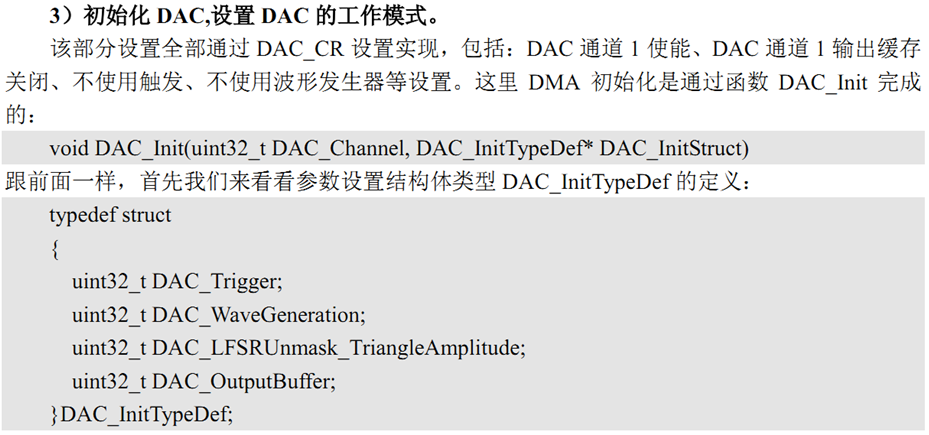 3）初始化 DAC,设置 DAC 的工作模式。
该部分设置全部通过 DAC_CR 设置实现，包括：DAC 通道 1 使能、DAC 通道 1 输出缓存
关闭、不使用触发、不使用波形发生器等设置。这里 DMA 初始化是通过函数 DAC_Init 完成
的：
void DAC_Init(uint32_t DAC_Channel, DAC_InitTypeDef* DAC_InitStruct)
跟前面一样，首先我们来看看参数设置结构体类型 DAC_InitTypeDef 的定义：
typedef struct
{
uint32_t DAC_Trigger;
uint32_t DAC_WaveGeneration;
uint32_t DAC_LFSRUnmask_TriangleAmplitude;
uint32_t DAC_OutputBuffer;
}DAC_InitTypeDef;